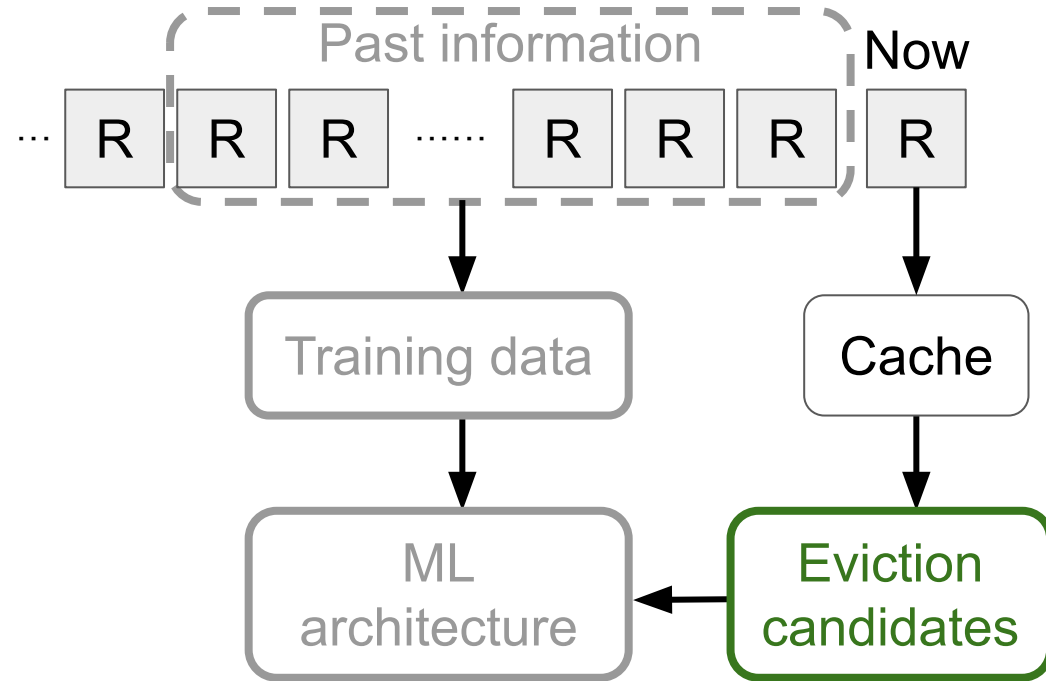 Past information
Now
... R R R ...... R R R R
Training data
Cache
ML
architecture
Eviction
candidates